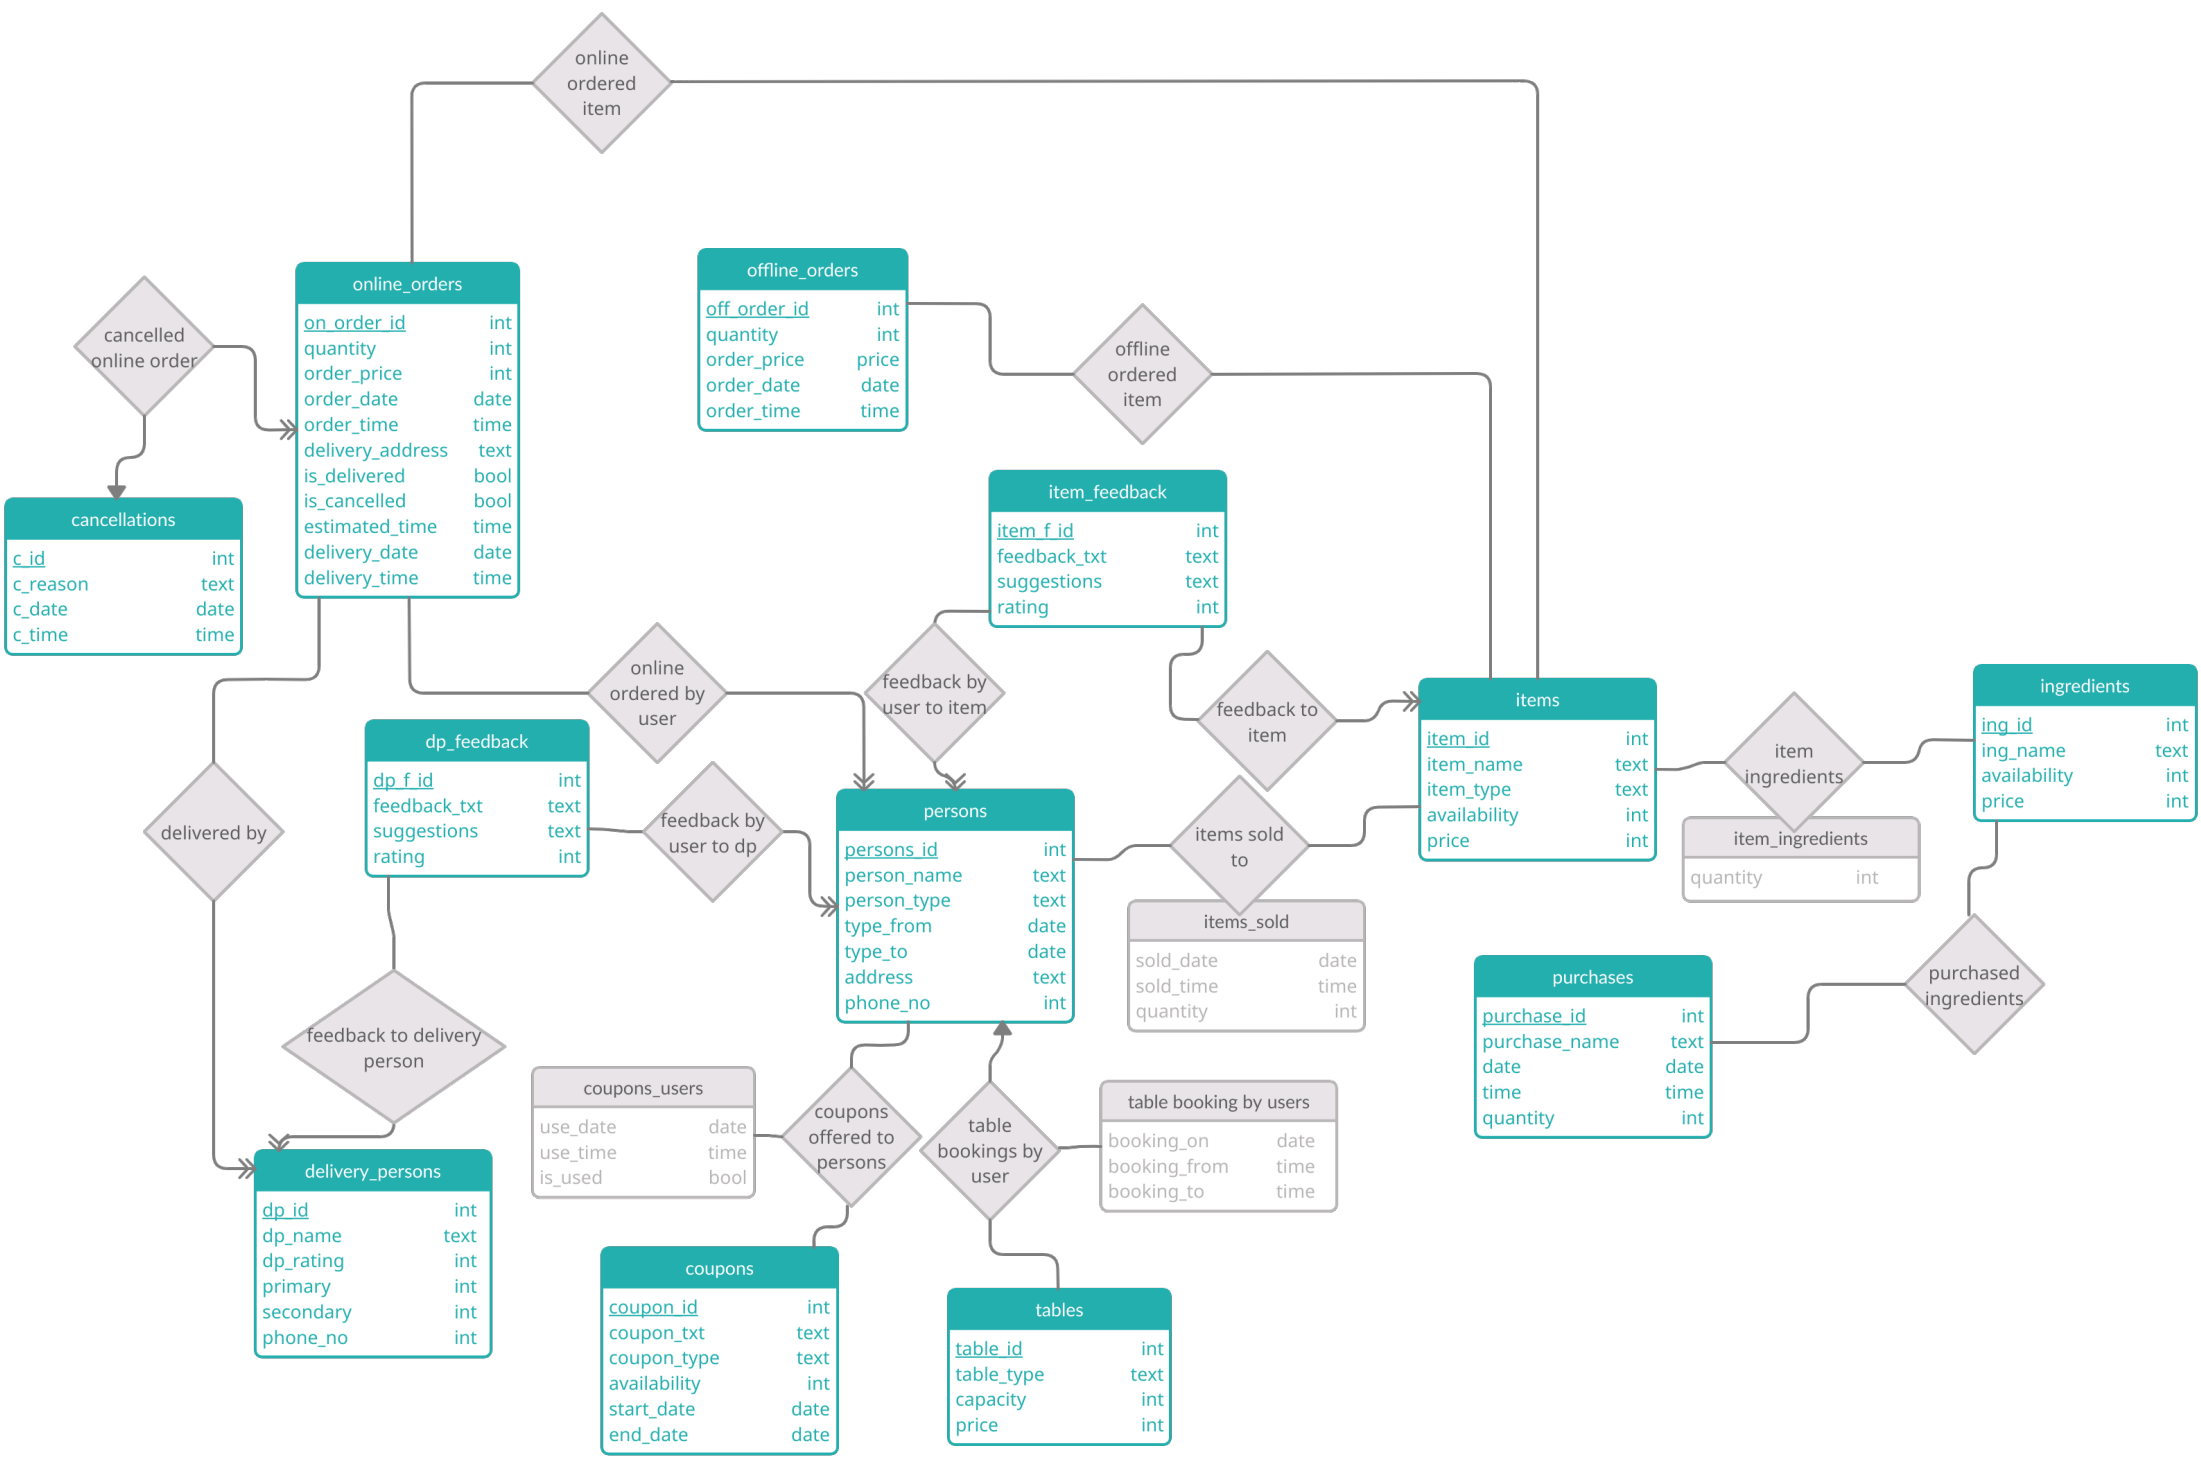 online
ordered
item
online_orders
on_order_id int
quantity int
order_price int
order_date date
order_time time
delivery_address text
is_delivered bool
is_cancelled bool
estimated_time time
delivery_date date
delivery_time time
offline_orders
off_order_id int
quantity int
order_price price
order_date date
order_time time
cancelled
online order
offline
ordered
item
cancellations
c_id int
c_reason text
c_date date
c_time time
item_feedback
item_f_id int
feedback_txt text
suggestions text
rating int
online
ordered by
user
feedback by
user to item
feedback to
item
items
item_id int
item_name text
item_type text
availability int
price int
item
ingredients
ingredients
ing_id int
ing_name text
availability int
price int
item_ingredients
quantity int
dp_feedback
dp_f_id int
feedback_txt text
suggestions text
rating int
delivered by
feedback by
user to dp
persons
persons_id int
person_name text
person_type text
type_from date
type_to date
address text
phone_no int
items sold
to
items_sold
sold_date date
sold_time time
quantity int
purchased
ingredients
purchases
purchase_id int
purchase_name text
date date
time time
quantity int
feedback to delivery
person
coupons_users
use_date date
use_time time
is_used bool
coupons
offered to
persons
table
bookings by
user
table booking by users
booking_on date
booking_from time
booking_to time
delivery_persons
dp_id int
dp_name text
dp_rating int
primary int
secondary int
phone_no int
coupons
coupon_id int
coupon_txt text
coupon_type text
availability int
start_date date
end_date date
tables
table_id int
table_type text
capacity int
price int